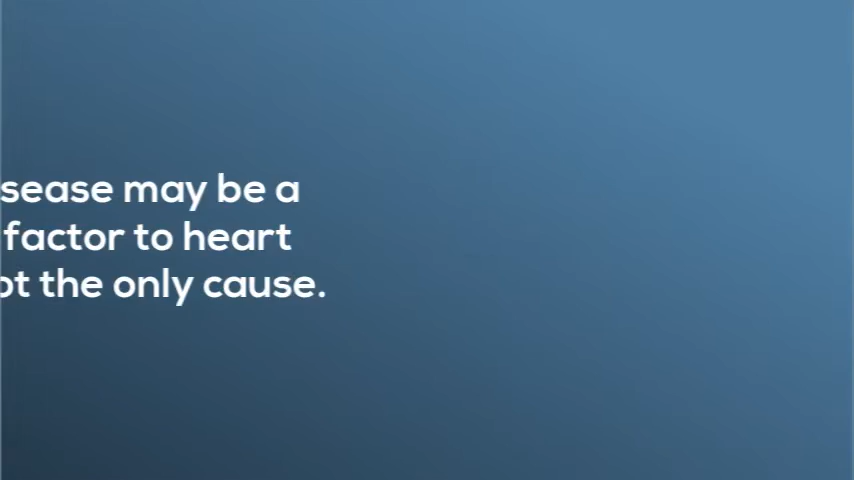 sease may be a
factor to heart
ot the only cause.